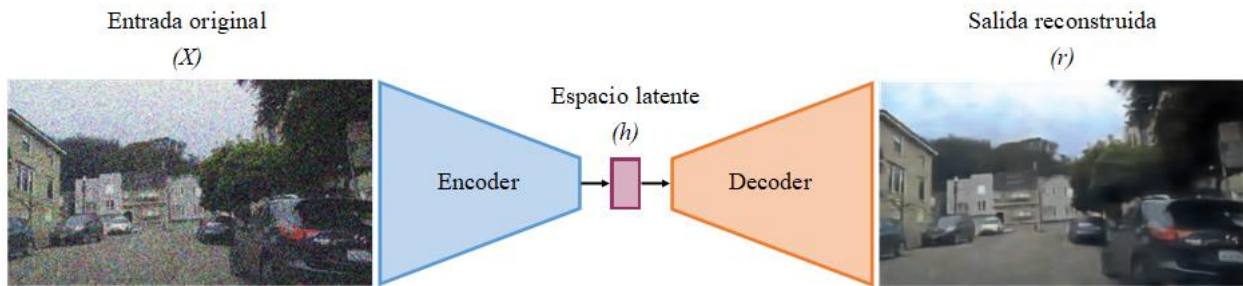 Entrada original
(X)
Salida reconstruida
(r)
Espacio latente
(h)
Encoder
Decoder